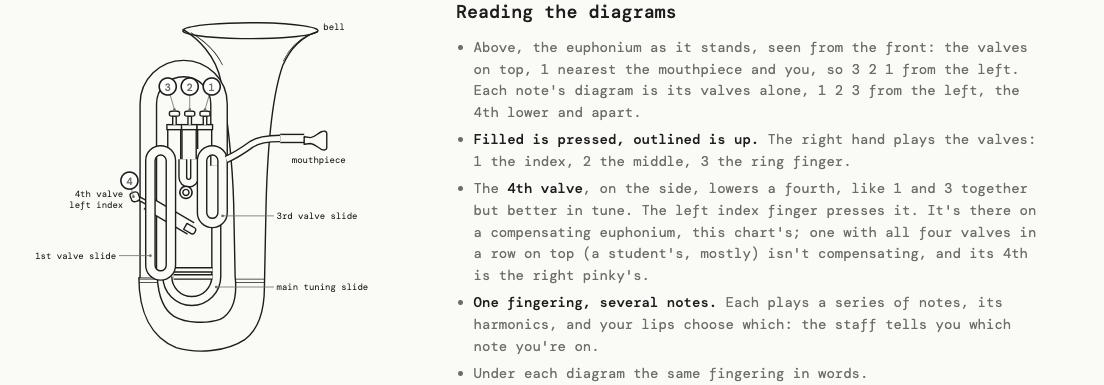 bell
3 2 1
mouthpiece
4
4th valve
left index
3rd valve slide
1st valve slide
main tuning slide
Reading the diagrams
• Above, the euphonium as it stands, seen from the front: the valves
on top, 1 nearest the mouthpiece and you, so 3 2 1 from the left.
Each note's diagram is its valves alone, 1 2 3 from the left, the
4th lower and apart.
• Filled is pressed, outlined is up. The right hand plays the valves:
1 the index, 2 the middle, 3 the ring finger.
• The 4th valve, on the side, lowers a fourth, like 1 and 3 together
but better in tune. The left index finger presses it. It's there on
a compensating euphonium, this chart's; one with all four valves in
a row on top (a student's, mostly) isn't compensating, and its 4th
is the right pinky's.
• One fingering, several notes. Each plays a series of notes, its
harmonics, and your lips choose which: the staff tells you which
note you're on.
• Under each diagram the same fingering in words.